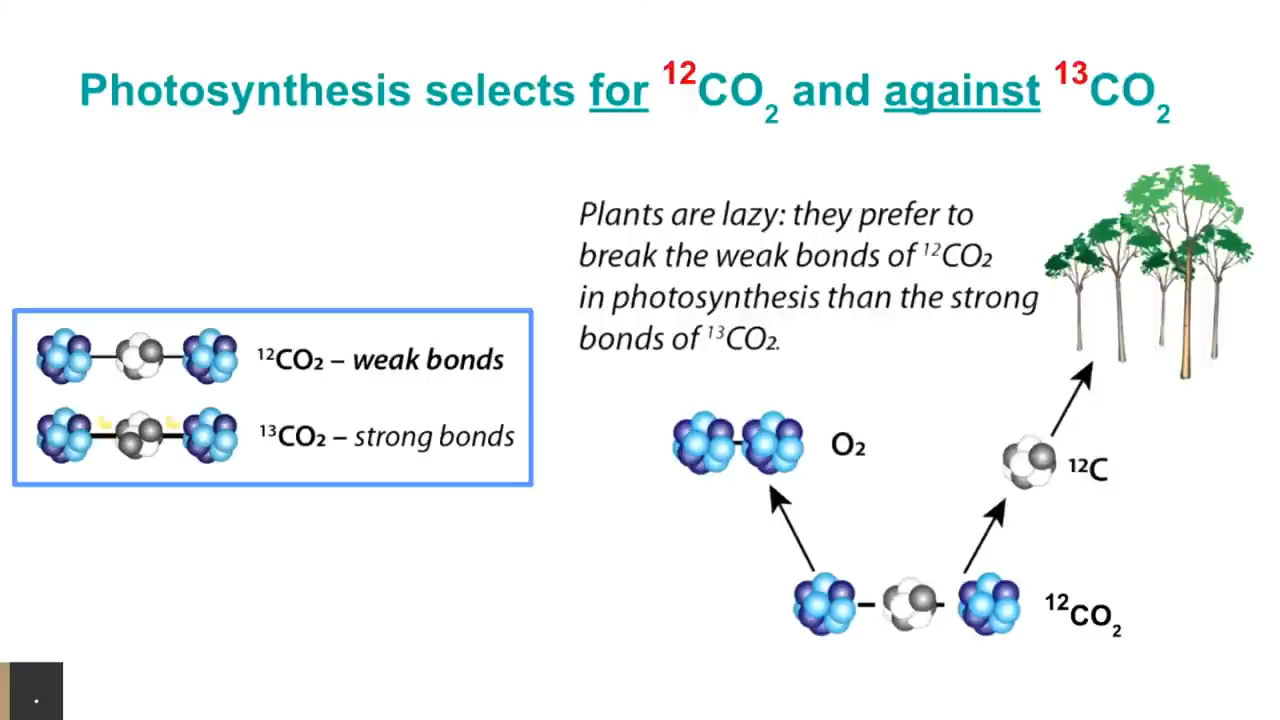 Photosynthesis selects for ¹²CO₂ and against ¹³CO₂
Plants are lazy: they prefer to
break the weak bonds of ¹²CO₂
in photosynthesis than the strong
bonds of ¹³CO₂.
¹²CO₂ – weak bonds
¹³CO₂ – strong bonds
O₂
¹²C
¹²CO₂